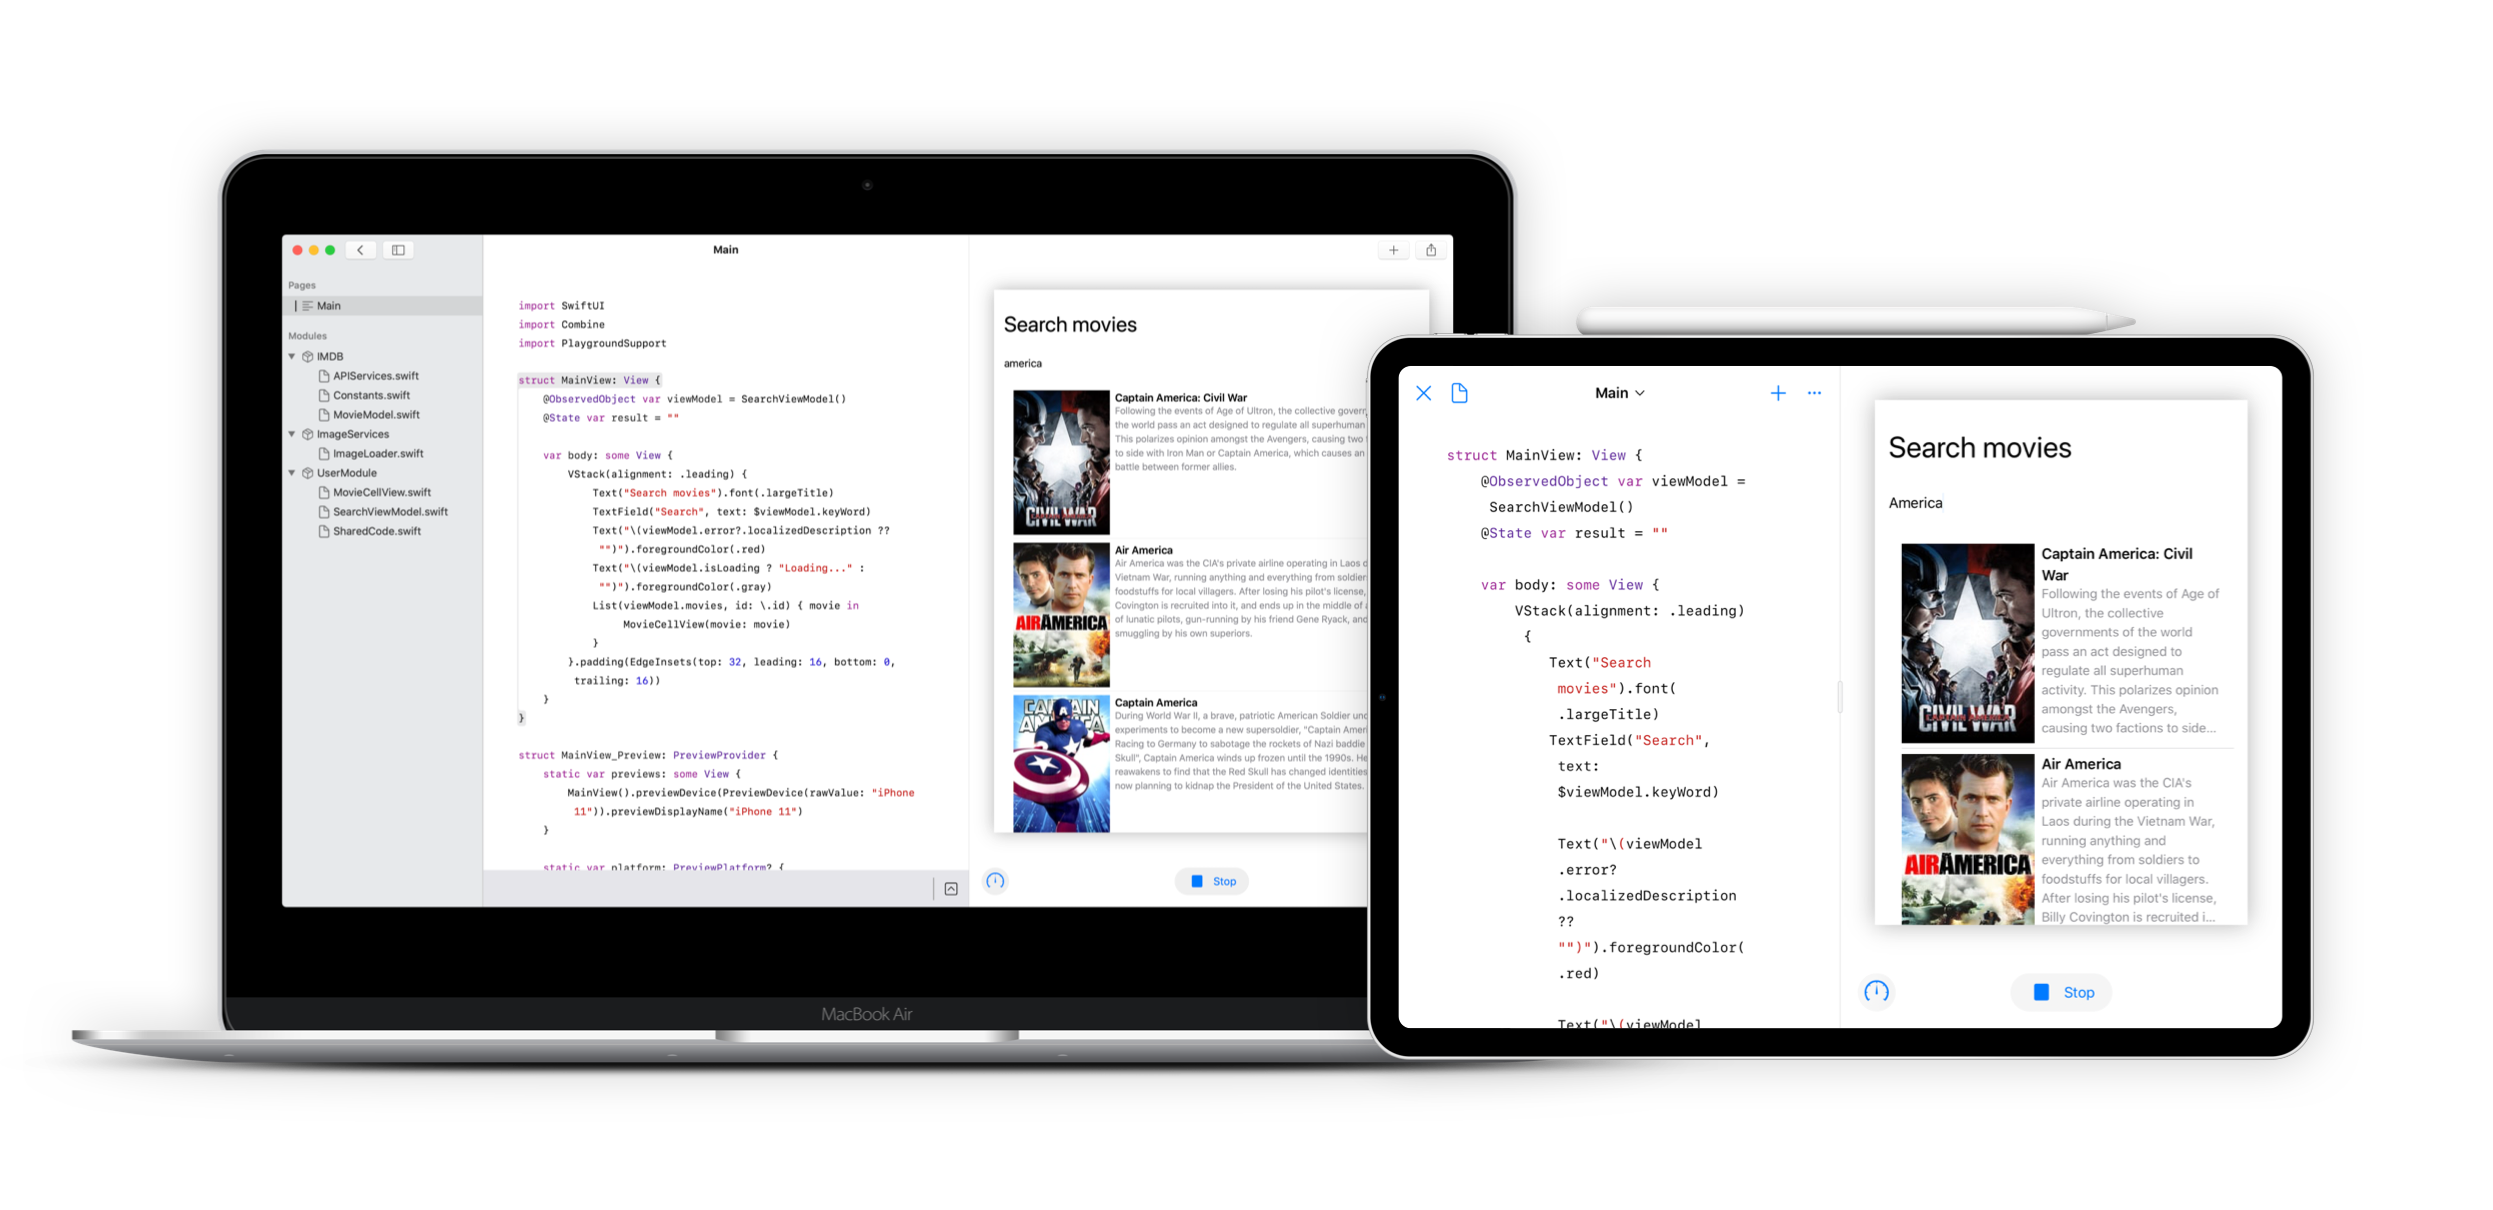 Main
Pages
Main
Modules
IMDB
APIServices.swift
Constants.swift
MovieModel.swift
ImageServices
ImageLoader.swift
UserModule
MovieCellView.swift
SearchViewModel.swift
SharedCode.swift
import SwiftUI
import Combine
import PlaygroundSupport
struct MainView: View {
@ObservedObject var viewModel = SearchViewModel()
@State var result = ""
var body: some View {
VStack(alignment: .leading) {
Text("Search movies").font(.largeTitle)
TextField("Search", text: $viewModel.keyWord)
Text("\(viewModel.error?.localizedDescription ??
"")").foregroundColor(.red)
Text("\(viewModel.isLoading ? "Loading..." :
"")").foregroundColor(.gray)
List(viewModel.movies, id: \.id) { movie in
MovieCellView(movie: movie)
}
}.padding(EdgeInsets(top: 32, leading: 16, bottom: 0,
trailing: 16))
}
}
struct MainView_Preview: PreviewProvider {
static var previews: some View {
MainView().previewDevice(PreviewDevice(rawValue: "iPhone
11")).previewDisplayName("iPhone 11")
}
static var platform: PreviewPlatform? {
Search movies
america
CIVIL WAR
Captain America: Civil War
Following the events of Age of Ultron, the collective
the world pass an act designed to regulate all superhuman
This polarizes opinion amongst the Avengers, causing two
to side with Iron Man or Captain America, which causes an
battle between former allies.
AIR AMERICA
Air America
Air America was the CIA's private airline operating in Laos
Vietnam War, running anything and everything from soldier
foodstuffs for local villagers. After losing his pilot's license,
Covington is recruited into it, and ends up in the middle of
of lunatic pilots, gun-running by his friend Gene Ryack, and
smuggling by his own superiors.
CAPTAIN
AMERICA
Captain America
During World War II, a brave, patriotic American Soldier
experiments to become a new supersoldier, "Captain
Racing to Germany to sabotage the rockets of Nazi baddie
Skull", Captain America winds up frozen until the 1990s. He
reawakens to find that the Red Skull has changed identities
now planning to kidnap the President of the United States.
Stop
MacBook Air
Main
struct MainView: View {
@ObservedObject var viewModel =
SearchViewModel()
@State var result = ""
var body: some View {
VStack(alignment: .leading)
{
Text("Search
movies").font(
.largeTitle)
TextField("Search",
text:
$viewModel.keyWord)
Text("\(viewModel
.error?
.localizedDescription
??
"")").foregroundColor(
.red)
Text("\(viewModel
Search movies
America
CAPTAIN AMERICA
CIVIL WAR
Captain America: Civil
War
Following the events of Age of
Ultron, the collective
governments of the world
pass an act designed to
regulate all superhuman
activity. This polarizes opinion
amongst the Avengers,
causing two factions to side...
AIR AMERICA
Air America
Air America was the CIA's
private airline operating in
Laos during the Vietnam War,
running anything and
everything from soldiers to
foodstuffs for local villagers.
After losing his pilot's license,
Billy Covington is recruited i...
Stop